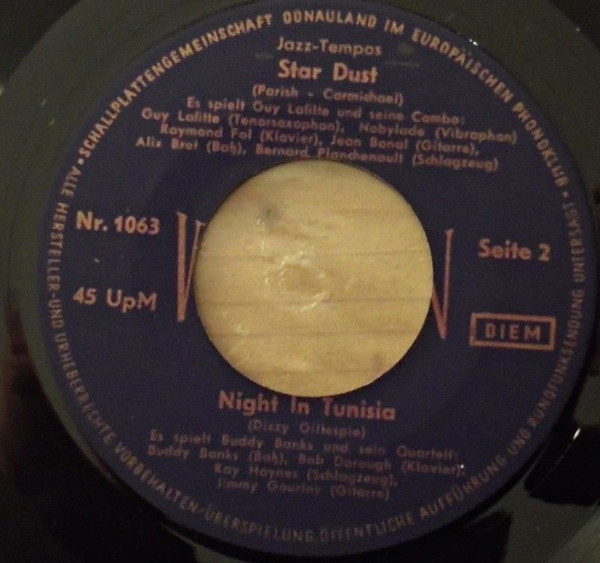 SCHALLPLATTENGEMEINSCHAFT DONAULAND IM EUROPÄISCHEN PHONOKLUB • ALLE HERSTELLER- UND URHEBERRECHTE VORBEHALTEN - ÜBERSPIELUNG, ÖFFENTLICHE AUFFÜHRUNG UND RUNDFUNKSENDUNG UNTERSAGT •
Jazz-Tempos
Star Dust
(Parish - Carmichael)
Es spielt Guy Lafitte und seine Combo:
Guy Lafitte (Tenorsaxophon), Nobylade (Vibraphon)
Raymond Fol (Klavier), Jean Bonal (Gitarre),
Alix Bret (Baß), Bernard Planchenault (Schlagzeug)
Nr. 1063
Seite 2
45 UpM
BIEM
Night In Tunisia
(Dizzy Gillespie)
Es spielt Buddy Banks und sein Quartett:
Buddy Banks (Baß), Bob Dorough (Klavier),
Roy Haynes (Schlagzeug),
Jimmy Gourley (Gitarre)